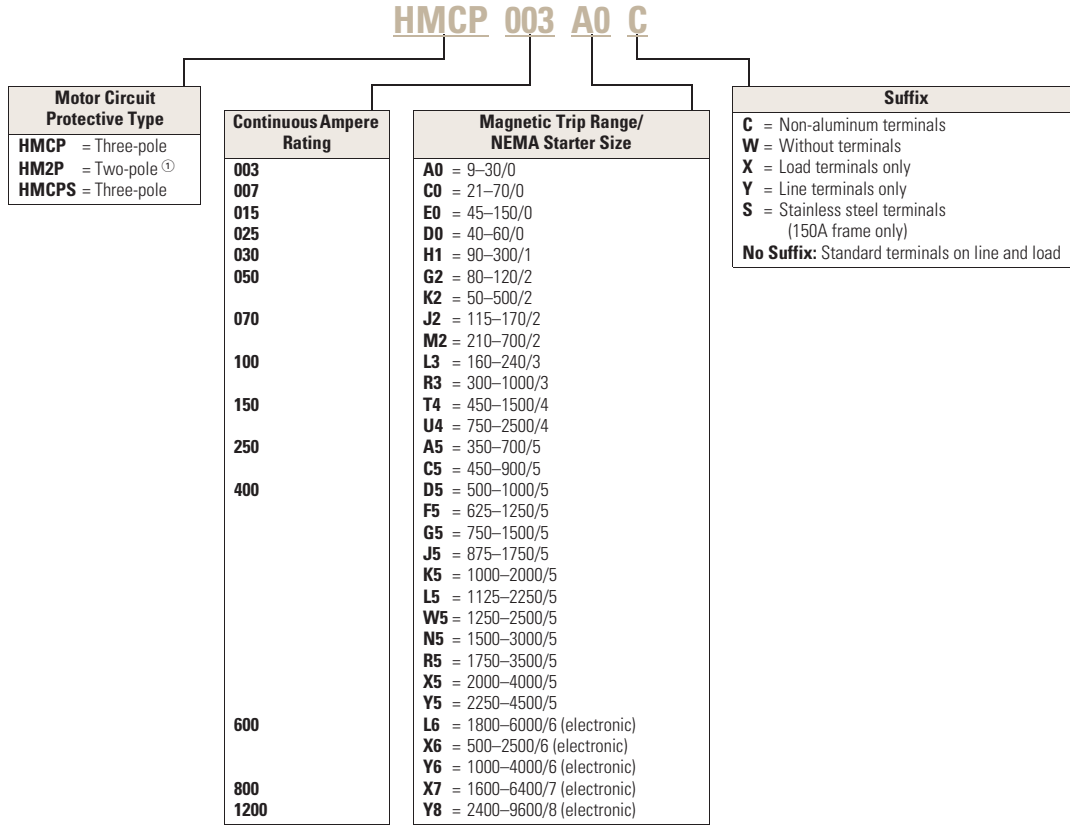 HMCP 003 A0 C
Motor Circuit
Protective Type
HMCP = Three-pole
HM2P = Two-pole ①
HMCPS = Three-pole
Continuous Ampere
Rating
003
007
015
025
030
050
070
100
150
250
400
600
800
1200
Magnetic Trip Range/
NEMA Starter Size
A0 = 9–30/0
C0 = 21–70/0
E0 = 45–150/0
D0 = 40–60/0
H1 = 90–300/1
G2 = 80–120/2
K2 = 50–500/2
J2 = 115–170/2
M2 = 210–700/2
L3 = 160–240/3
R3 = 300–1000/3
T4 = 450–1500/4
U4 = 750–2500/4
A5 = 350–700/5
C5 = 450–900/5
D5 = 500–1000/5
F5 = 625–1250/5
G5 = 750–1500/5
J5 = 875–1750/5
K5 = 1000–2000/5
L5 = 1125–2250/5
W5 = 1250–2500/5
N5 = 1500–3000/5
R5 = 1750–3500/5
X5 = 2000–4000/5
Y5 = 2250–4500/5
L6 = 1800–6000/6 (electronic)
X6 = 500–2500/6 (electronic)
Y6 = 1000–4000/6 (electronic)
X7 = 1600–6400/7 (electronic)
Y8 = 2400–9600/8 (electronic)
Suffix
C = Non-aluminum terminals
W = Without terminals
X = Load terminals only
Y = Line terminals only
S = Stainless steel terminals
(150A frame only)
No Suffix: Standard terminals on line and load